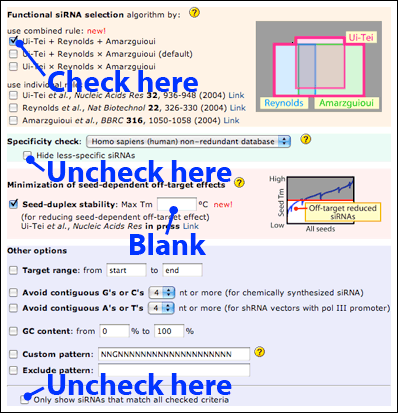 Functional siRNA selection algorithm by: ?
use combined rule: new!
Ui-Tei + Reynolds + Amarzguioui
Ui-Tei + Reynolds × Amarzguioui (default)
Ui-Tei × Reynolds × Amarzguioui
Check here
use individual rule:
Ui-Tei et al., Nucleic Acids Res 32, 936-948 (2004) Link
Reynolds et al., Nat Biotechnol 22, 326-330 (2004) Link
Amarzguioui et al., BBRC 316, 1050-1058 (2004) Link
Ui-Tei
Reynolds
Amarzguioui
Specificity check: Homo sapiens (human) non-redundant database ?
Hide less-specific siRNAs
Uncheck here
Minimization of seed-dependent off-target effects ?
Seed-duplex stability: Max Tm °C new!
(for reducing seed-dependent off-target effect)
Ui-Tei et al., Nucleic Acids Res in press Link
Blank
High
Seed Tm
Low
Off-target reduced
siRNAs
All seeds
Other options
Target range: from start to end
Avoid contiguous G's or C's 4 nt or more (for chemically synthesized siRNA)
Avoid contiguous A's or T's 4 nt or more (for shRNA vectors with pol III promoter)
GC content: from 0 % to 100 %
Custom pattern: NNGNNNNNNNNNNNNNNNNNNNN ?
Exclude pattern:
Uncheck here
Only show siRNAs that match all checked criteria